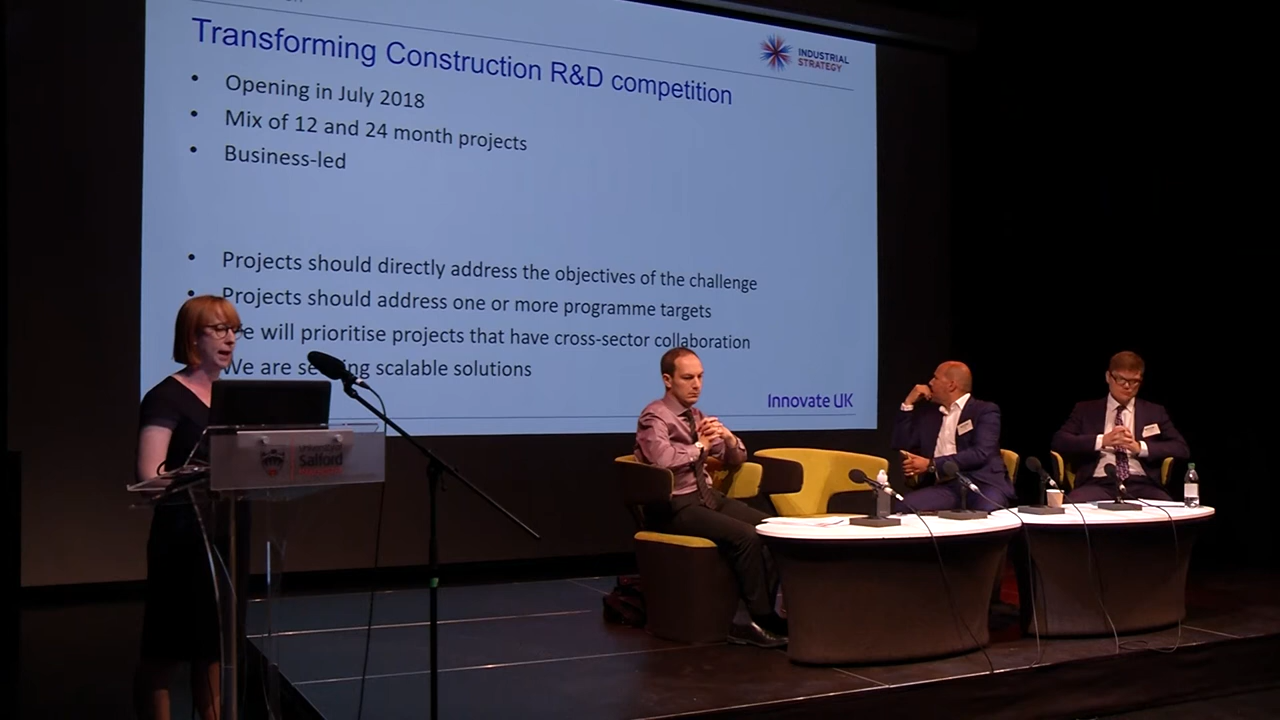 Transforming Construction R&D competition
INDUSTRIAL
STRATEGY
• Opening in July 2018
• Mix of 12 and 24 month projects
• Business-led
• Projects should directly address the objectives of the challenge
• Projects should address one or more programme targets
will prioritise projects that have cross-sector collaboration
We are scalable solutions
Innovate UK
University of
Salford